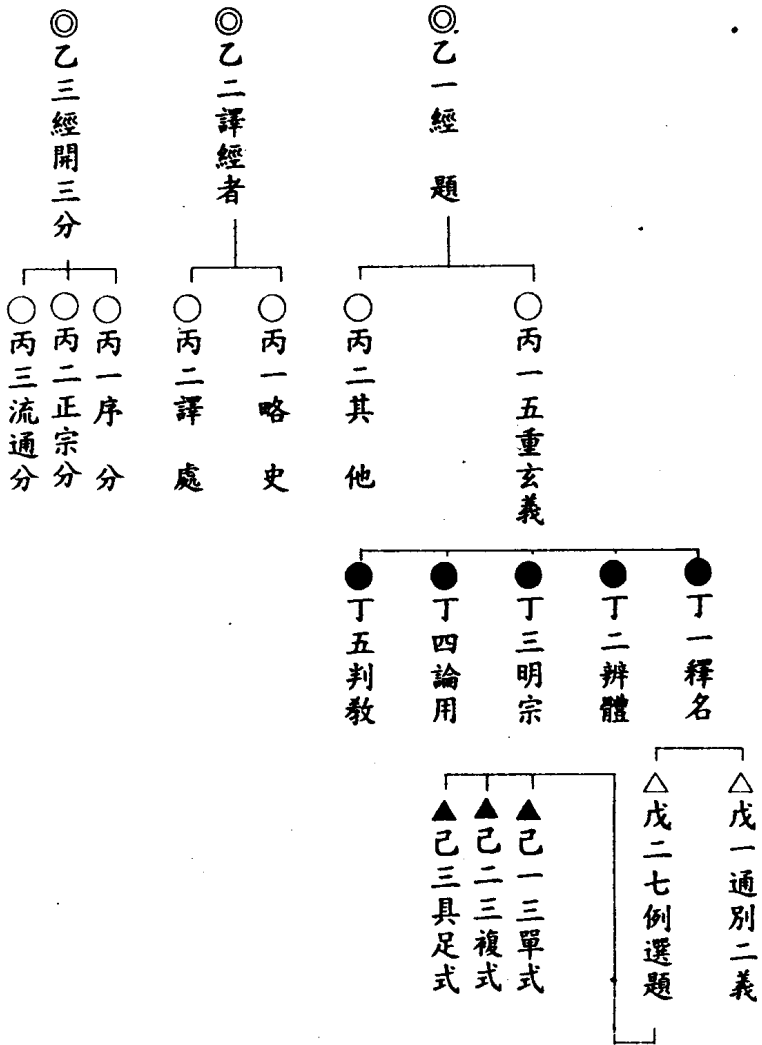 ◎乙一經 題
◎乙二譯經者
◎乙三經開三分
○丙一五重玄義
○丙二其 他
○丙一略 史
○丙二譯 處
○丙一序 分
○丙二正宗分
○丙三流通分
●丁一釋名
●丁二辨體
●丁三明宗
●丁四論用
●丁五判教
△戊一通別二義
△戊二七例選題
▲己一三單式
▲己二三複式
▲己三具足式